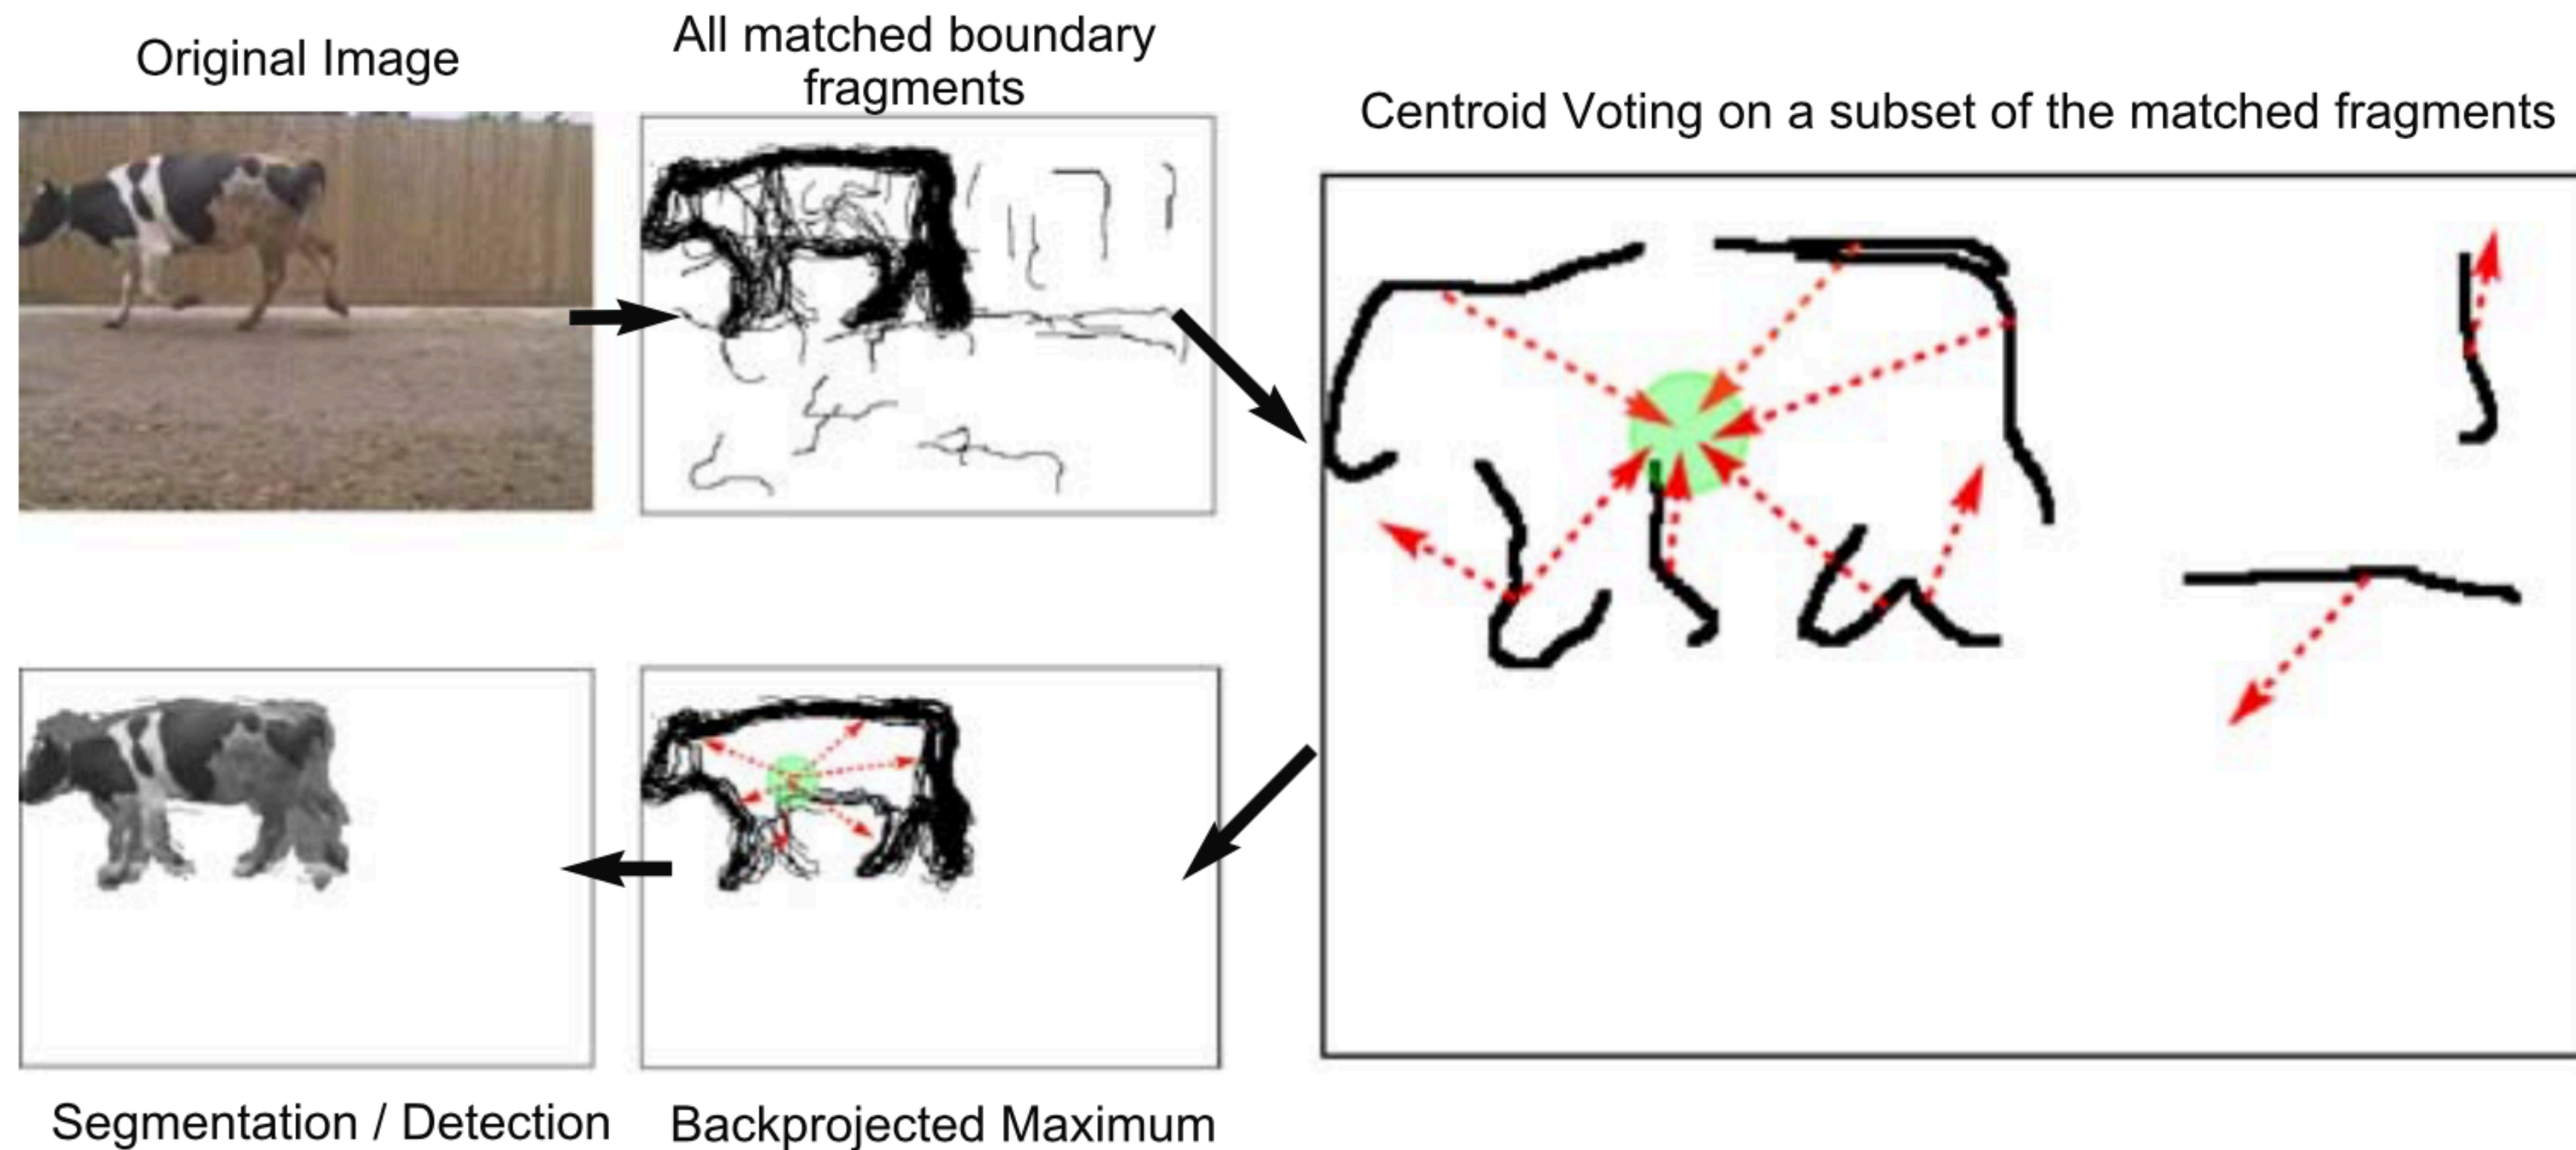 Original Image
All matched boundary
fragments
Centroid Voting on a subset of the matched fragments
Segmentation / Detection
Backprojected Maximum